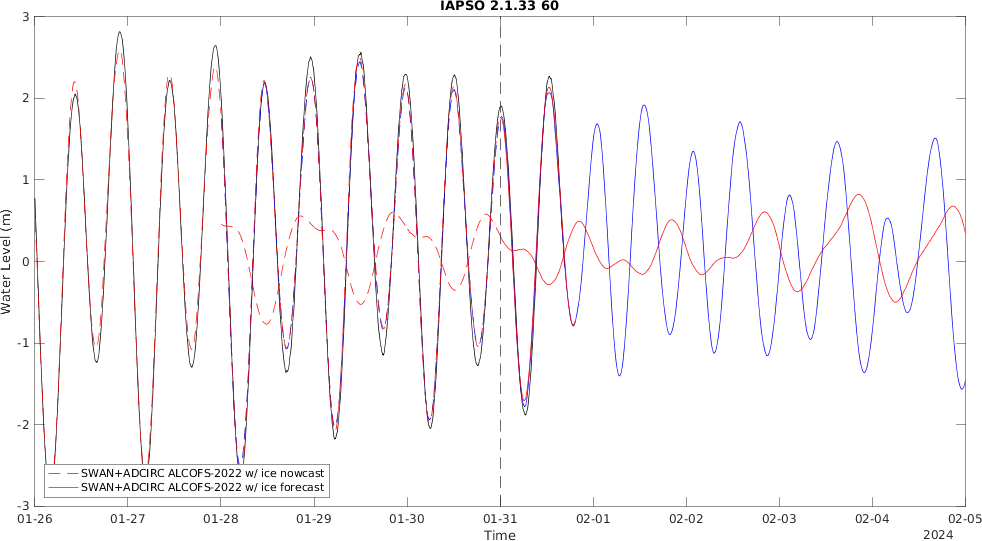 IAPSO 2.1.33 60
Water Level (m)
3
2
1
0
-1
-2
-3
SWAN+ADCIRC ALCOFS-2022 w/ ice nowcast
SWAN+ADCIRC ALCOFS-2022 w/ ice forecast
01-26 01-27 01-28 01-29 01-30 01-31 02-01 02-02 02-03 02-04 02-05
Time
2024